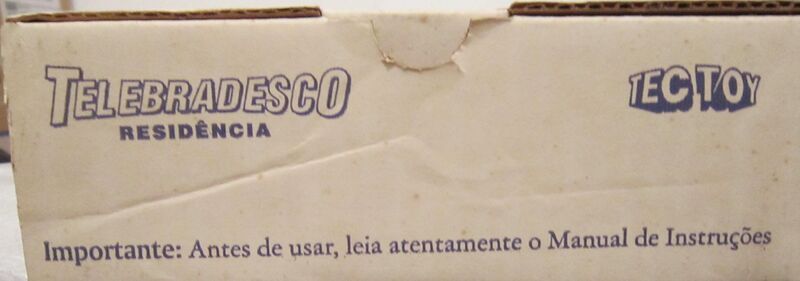 TELEBRADESCO
RESIDÊNCIA
TECTOY
Importante: Antes de usar, leia atentamente o Manual de Instruções